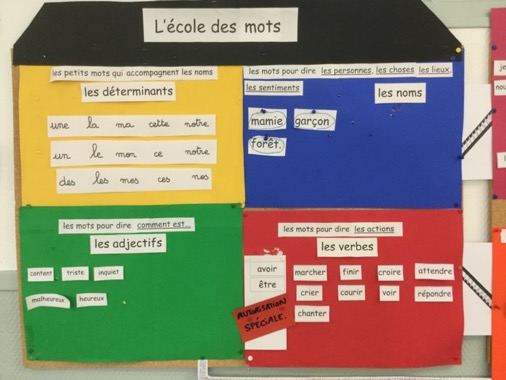 L'école des mots
les petits mots qui accompagnent les noms
les déterminants
une la ma cette notre
un le mon ce notre
des les mes ces nos
les mots pour dire les personnes, les choses les lieux,
les sentiments
les noms
mamie garçon
forêt.
les mots pour dire comment est...
les adjectifs
content triste inquiet
malheureux heureux
les mots pour dire les actions
les verbes
avoir
être
AUTORISATION
SPÉCIALE.
marcher finir croire attendre
crier courir voir répondre
chanter
je